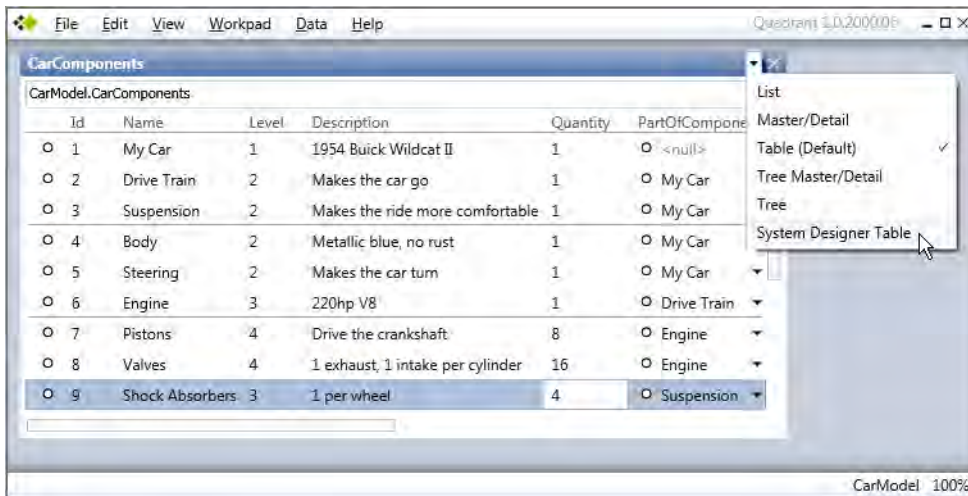 File Edit View Workpad Data Help Quadrant 1.0.2000.0
CarComponents
CarModel.CarComponents
Id Name Level Description Quantity PartOfCompone
1 My Car 1 1954 Buick Wildcat II 1 <null>
2 Drive Train 2 Makes the car go 1 My Car
3 Suspension 2 Makes the ride more comfortable 1 My Car
4 Body 2 Metallic blue, no rust 1 My Car
5 Steering 2 Makes the car turn 1 My Car
6 Engine 3 220hp V8 1 Drive Train
7 Pistons 4 Drive the crankshaft 8 Engine
8 Valves 4 1 exhaust, 1 intake per cylinder 16 Engine
9 Shock Absorbers 3 1 per wheel 4 Suspension
List
Master/Detail
Table (Default)
Tree Master/Detail
Tree
System Designer Table
CarModel 100%